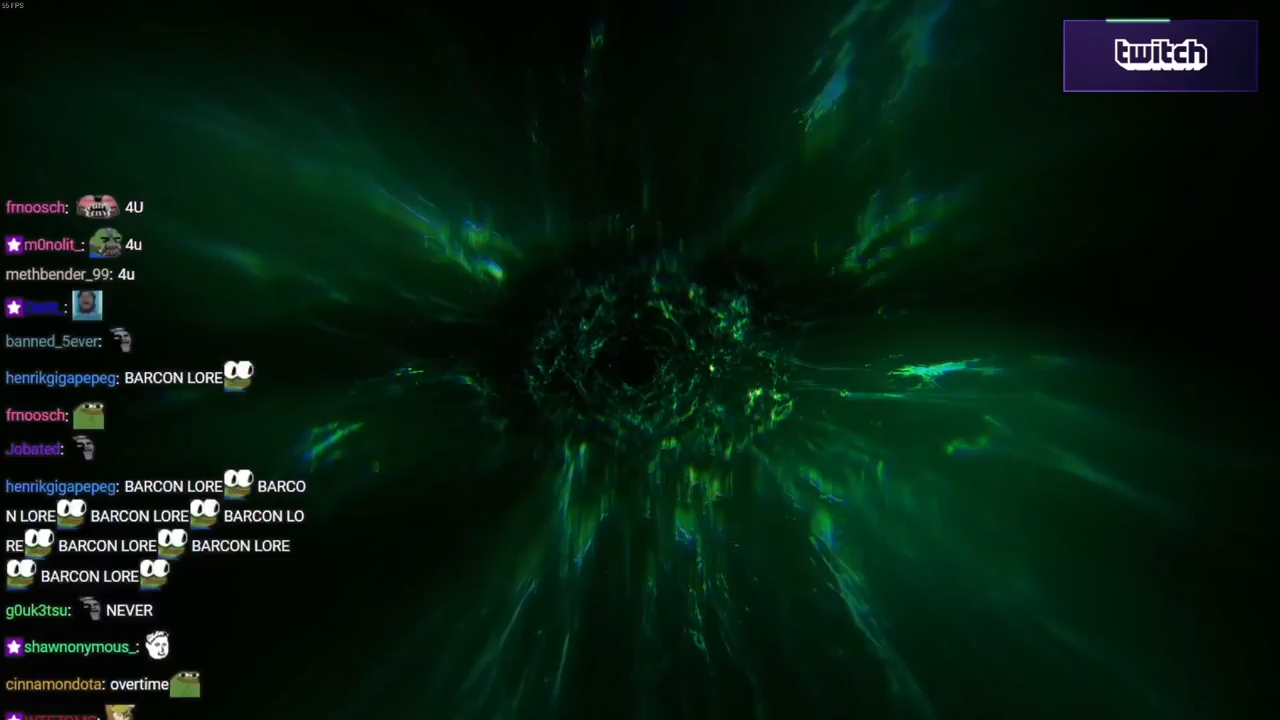 55 FPS
twitch
frnoosch: 4U
m0nolit_: 4u
methbender_99: 4u
banned_5ever:
henrikgigapepeg: BARCON LORE
frnoosch:
Jobated:
henrikgigapepeg: BARCON LORE BARCO
N LORE BARCON LORE BARCON LO
RE BARCON LORE BARCON LORE
BARCON LORE
g0uk3tsu: NEVER
shawnonymous_:
cinnamondota: overtime